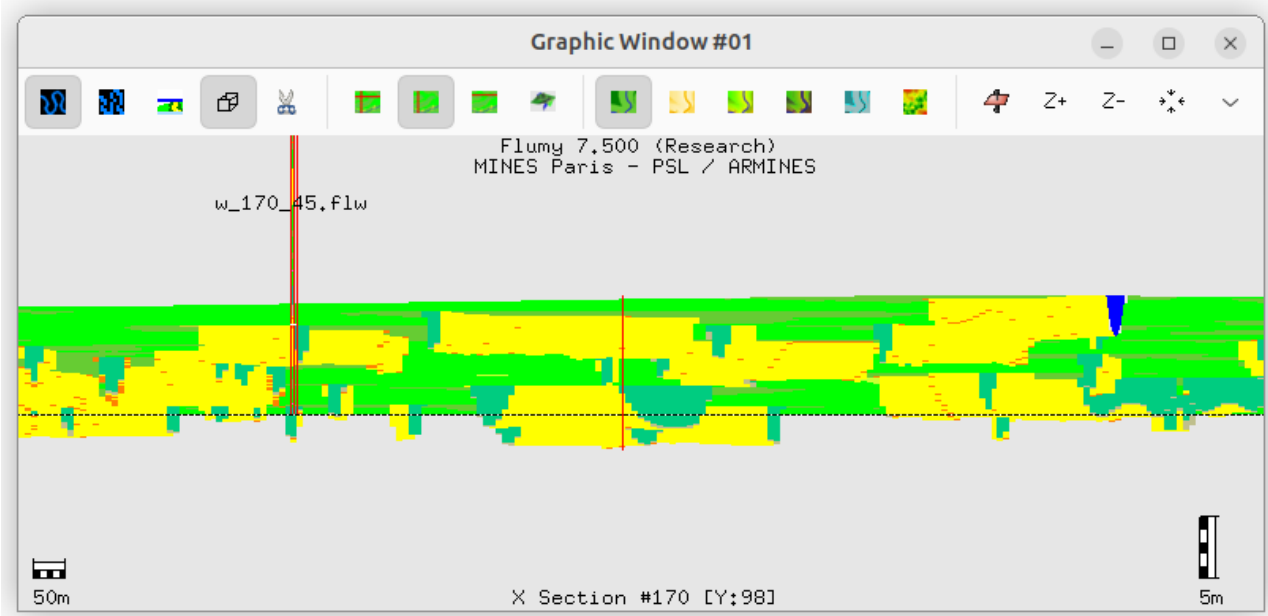 Graphic Window #01
Z+ Z-
Flumy 7.500 (Research)
MINES Paris - PSL / ARMINES
w_170_45.flw
50m
X Section #170 [Y:98]
5m